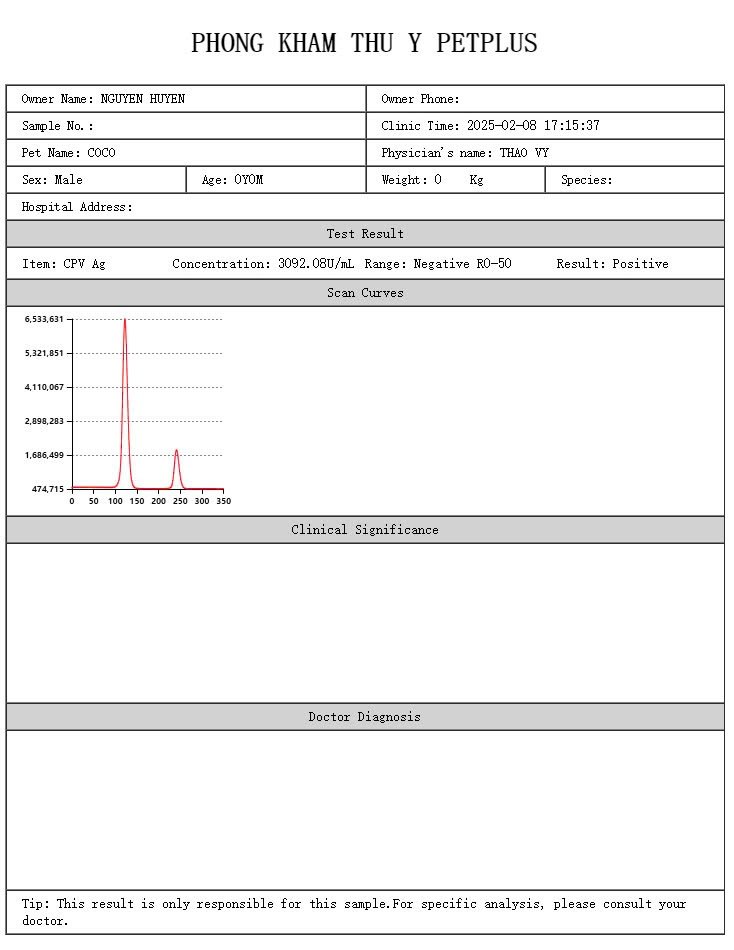 PHONG KHAM THU Y PETPLUS
Owner Name: NGUYEN HUYEN
Owner Phone:
Sample No.:
Clinic Time: 2025-02-08 17:15:37
Pet Name: COCO
Physician's name: THAO VY
Sex: Male
Age: 0Y0M
Weight: 0 Kg
Species:
Hospital Address:
Test Result
Item: CPV Ag
Concentration: 3092.08U/mL
Range: Negative R0-50
Result: Positive
Scan Curves
6,533,631
5,321,851
4,110,067
2,898,283
1,686,499
474,715
0 50 100 150 200 250 300 350
Clinical Significance
Doctor Diagnosis
Tip: This result is only responsible for this sample.For specific analysis, please consult your
doctor.